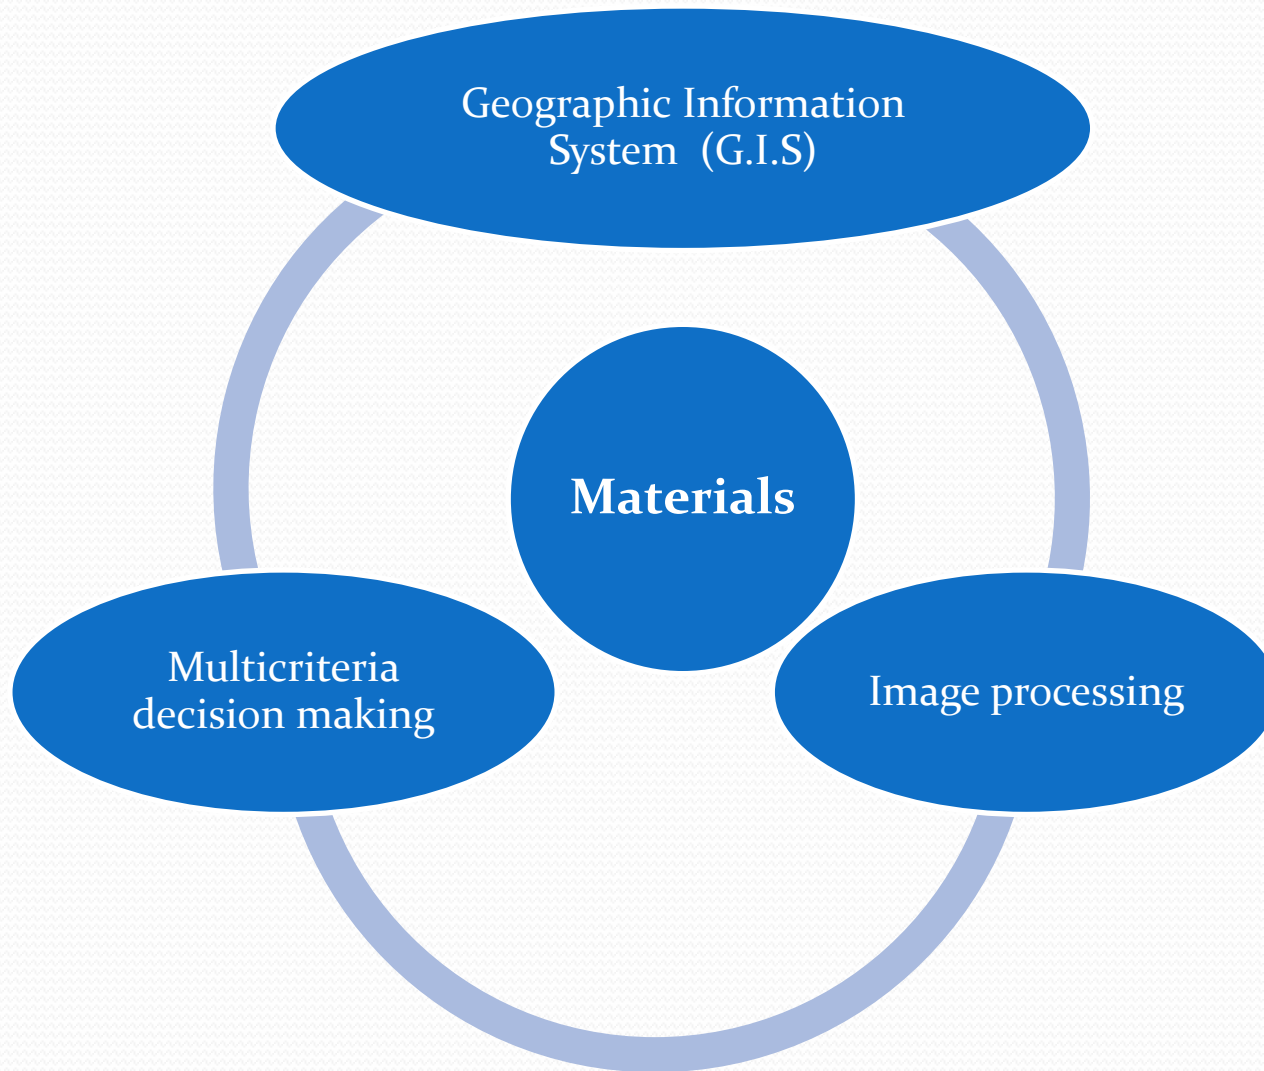 Geographic Information
System  (G.I.S)
Materials
Multicriteria
decision making
Image processing